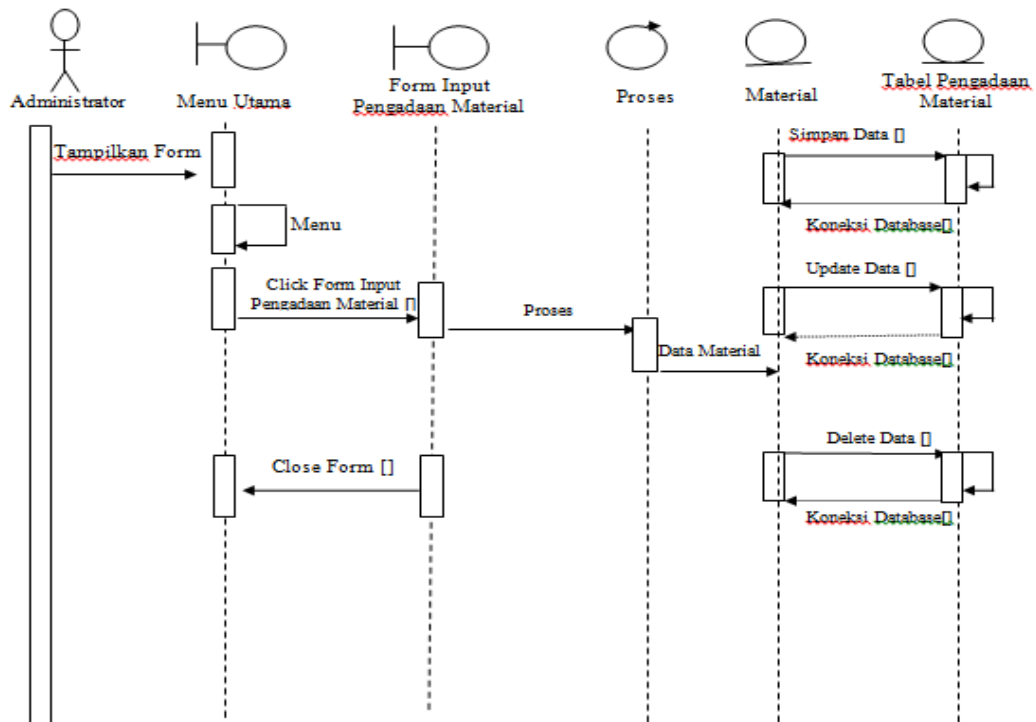 Administrator
Menu Utama
Form Input
Pengadaan Material
Proses
Material
Tabel Pengadaan
Material
Tampilkan Form
Simpan Data []
Menu
Koneksi Database[]
Click Form Input
Pengadaan Material []
Update Data []
Proses
Data Material
Koneksi Database[]
Close Form []
Delete Data []
Koneksi Database[]